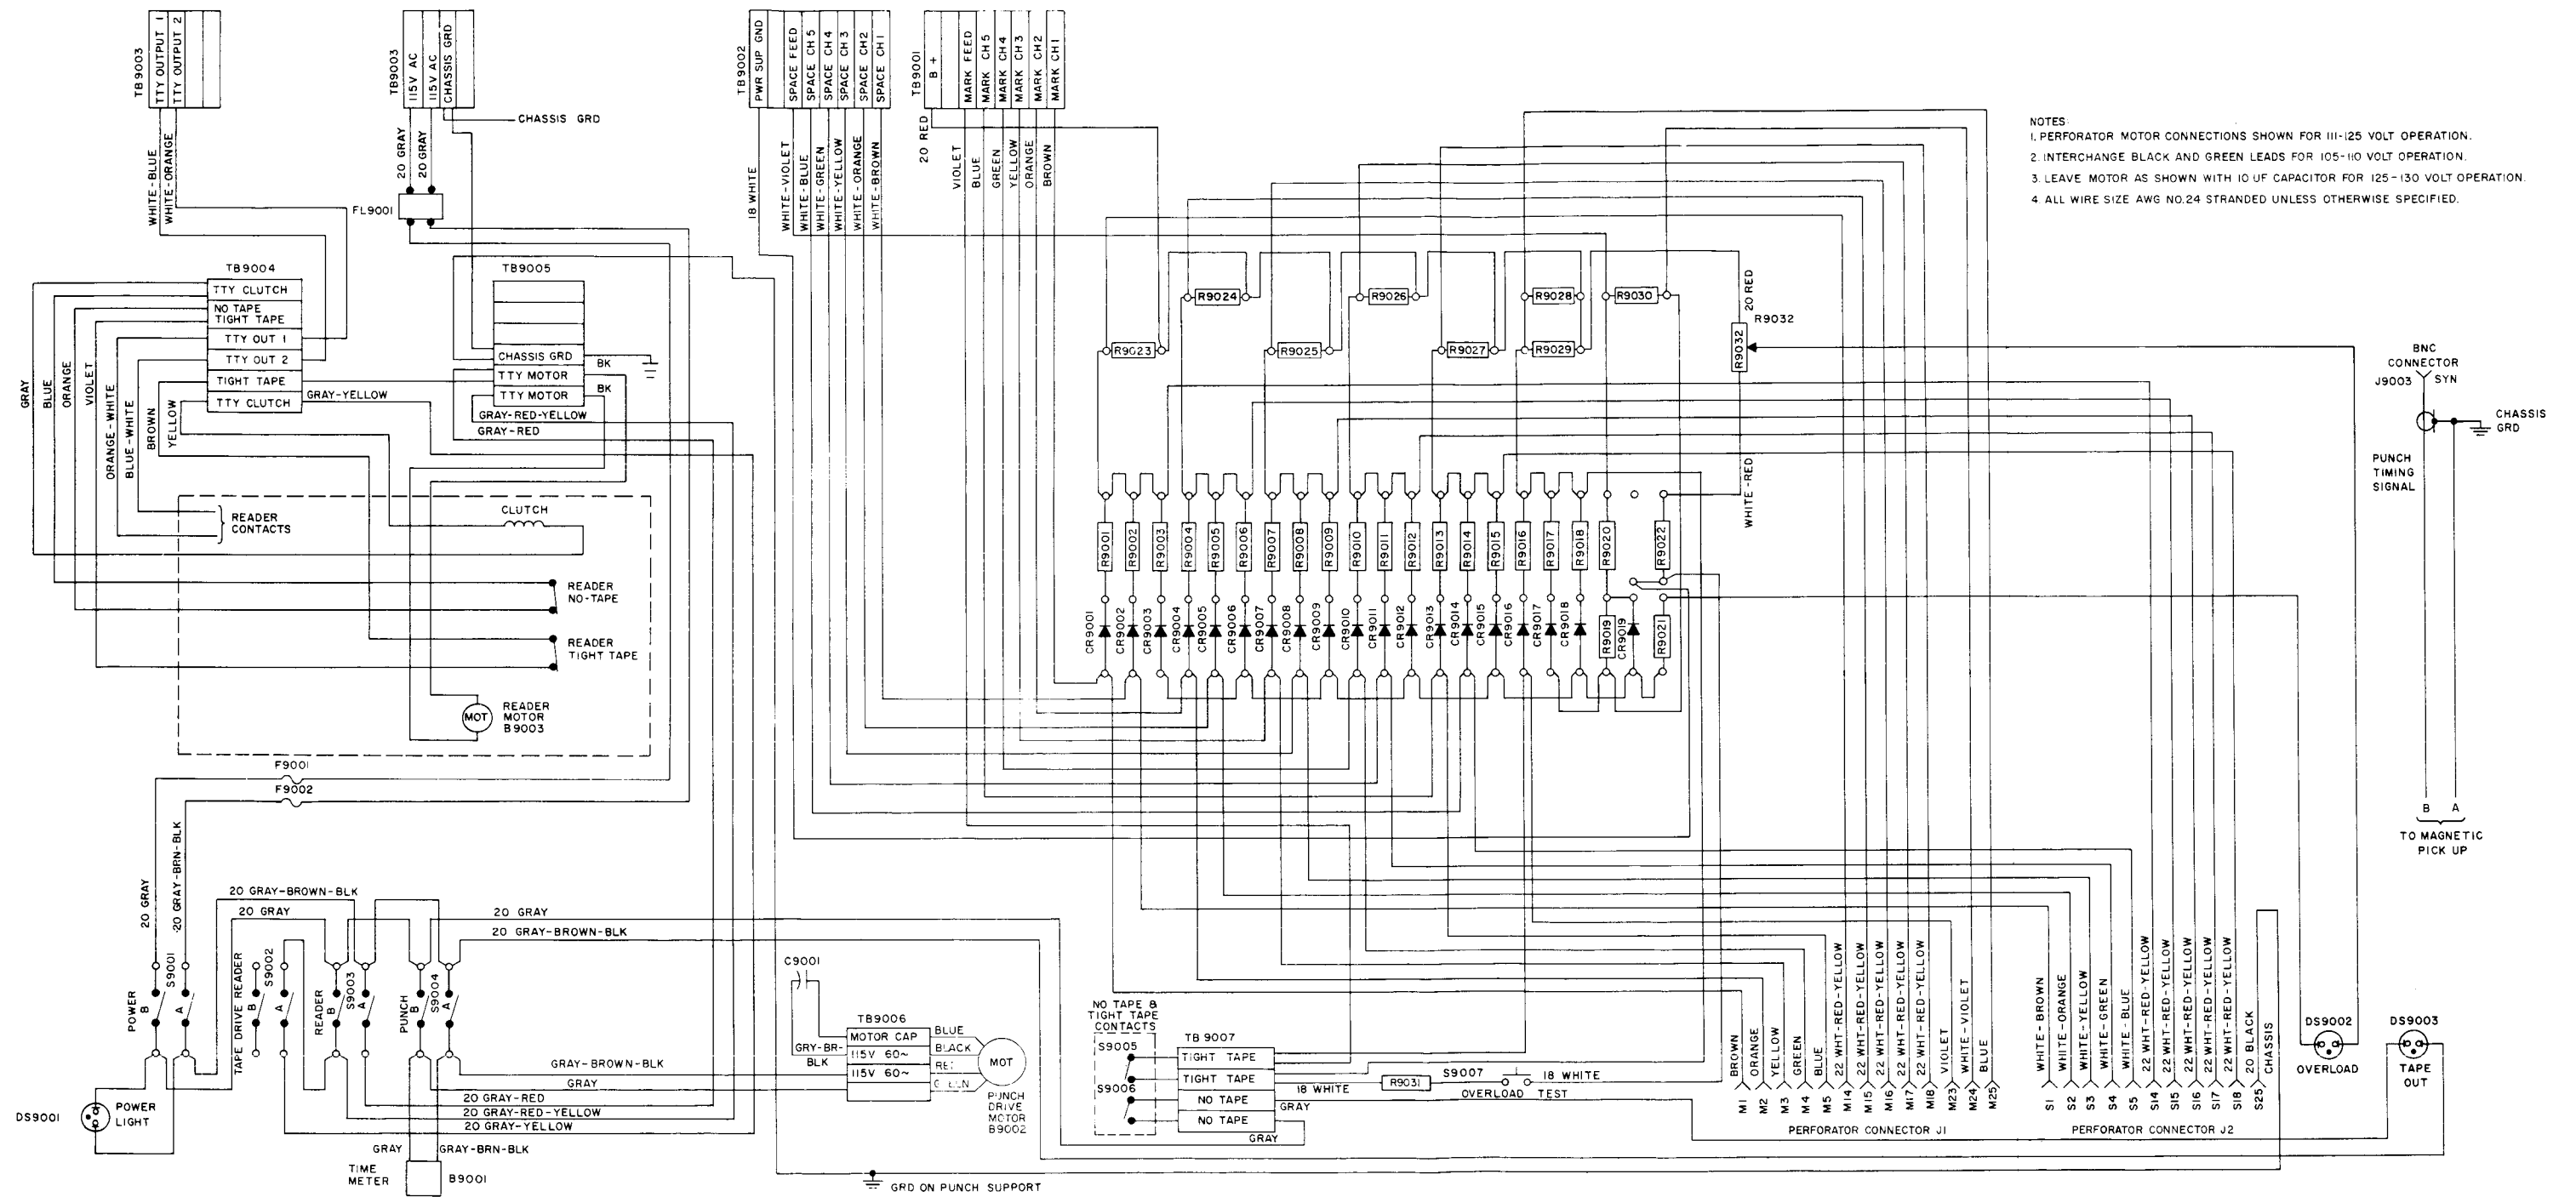 TB9003
TTY OUTPUT 1
TTY OUTPUT 2
TB9003
115V AC
115V AC
CHASSIS GRD
TB9002
PWR SUP GND
SPACE FEED
SPACE CH5
SPACE CH4
SPACE CH3
SPACE CH2
SPACE CH1
TB9001
B +
MARK FEED
MARK CH5
MARK CH4
MARK CH3
MARK CH2
MARK CH1
CHASSIS GRD
WHITE-BLUE
WHITE-ORANGE
20 GRAY
20 GRAY
FL9001
18 WHITE
WHITE-VIOLET
WHITE-BLUE
WHITE-GREEN
WHITE-YELLOW
WHITE-ORANGE
WHITE-BROWN
20 RED
VIOLET
BLUE
GREEN
YELLOW
ORANGE
BROWN
NOTES:
1. PERFORATOR MOTOR CONNECTIONS SHOWN FOR 111-125 VOLT OPERATION.
2. INTERCHANGE BLACK AND GREEN LEADS FOR 105-110 VOLT OPERATION.
3. LEAVE MOTOR AS SHOWN WITH 10 UF CAPACITOR FOR 125-130 VOLT OPERATION.
4. ALL WIRE SIZE AWG NO.24 STRANDED UNLESS OTHERWISE SPECIFIED.
TB9004
TTY CLUTCH
NO TAPE
TIGHT TAPE
TTY OUT 1
TTY OUT 2
TIGHT TAPE
TTY CLUTCH
TB9005
CHASSIS GRD
TTY MOTOR
TTY MOTOR
BK
BK
GRAY-YELLOW
GRAY-RED-YELLOW
GRAY-RED
GRAY
BLUE
ORANGE
VIOLET
ORANGE-WHITE
BLUE-WHITE
BROWN
YELLOW
READER
CONTACTS
CLUTCH
READER
NO-TAPE
READER
TIGHT TAPE
MOT
READER
MOTOR
B9003
F9001
F9002
R9024
R9026
R9028
R9030
20 RED
R9032
R9032
R9023
R9025
R9027
R9029
WHITE-RED
R9001
R9002
R9003
R9004
R9005
R9006
R9007
R9008
R9009
R9010
R9011
R9012
R9013
R9014
R9015
R9016
R9017
R9018
R9020
R9022
CR9001
CR9002
CR9003
CR9004
CR9005
CR9006
CR9007
CR9008
CR9009
CR9010
CR9011
CR9012
CR9013
CR9014
CR9015
CR9016
CR9017
CR9018
R9019
CR9019
R9021
BNC
CONNECTOR
J9003
SYN
CHASSIS
GRD
PUNCH
TIMING
SIGNAL
B A
TO MAGNETIC
PICK UP
20 GRAY
20 GRAY-BRN-BLK
20 GRAY-BROWN-BLK
20 GRAY
20 GRAY
20 GRAY-BROWN-BLK
POWER
B
S9001
A
TAPE DRIVE READER
B
S9002
A
READER
B
S9003
A
PUNCH
B
S9004
A
DS9001
POWER
LIGHT
GRAY-BROWN-BLK
GRAY
20 GRAY-RED
20 GRAY-RED-YELLOW
20 GRAY-YELLOW
GRAY
GRAY-BRN-BLK
TIME
METER
B9001
C9001
TB9006
MOTOR CAP
115V 60~
115V 60~
GRY-BR-
BLK
BLUE
BLACK
MOT
PUNCH
DRIVE
MOTOR
B9002
GRD ON PUNCH SUPPORT
NO TAPE &
TIGHT TAPE
CONTACTS
S9005
S9006
TB 9007
TIGHT TAPE
TIGHT TAPE
NO TAPE
NO TAPE
18 WHITE
R9031
S9007
18 WHITE
OVERLOAD TEST
GRAY
GRAY
BROWN
ORANGE
YELLOW
GREEN
BLUE
22 WHT-RED-YELLOW
22 WHT-RED-YELLOW
22 WHT-RED-YELLOW
22 WHT-RED-YELLOW
22 WHT-RED-YELLOW
VIOLET
WHITE-VIOLET
BLUE
M1
M2
M3
M4
M5
M14
M15
M16
M17
M18
M23
M24
M25
PERFORATOR CONNECTOR J1
WHITE-BROWN
WHITE-ORANGE
WHITE-YELLOW
WHITE-GREEN
WHITE-BLUE
22 WHT-RED-YELLOW
22 WHT-RED-YELLOW
22 WHT-RED-YELLOW
22 WHT-RED-YELLOW
22 WHT-RED-YELLOW
20 BLACK
CHASSIS
S1
S2
S3
S4
S5
S14
S15
S16
S17
S18
S25
PERFORATOR CONNECTOR J2
DS9002
OVERLOAD
DS9003
TAPE
OUT